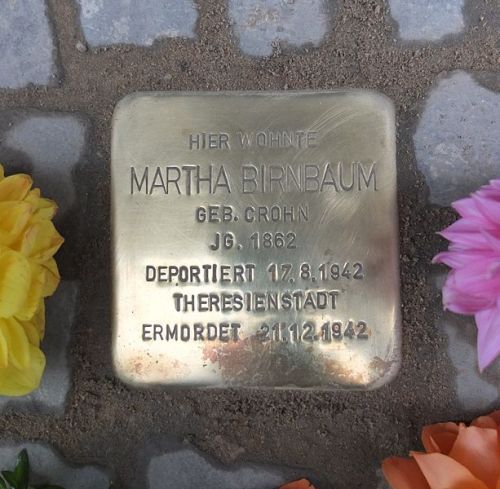 HIER WOHNTE
MARTHA BIRNBAUM
GEB. CROHN
JG. 1862
DEPORTIERT 17.8.1942
THERESIENSTADT
ERMORDET 21.12.1942